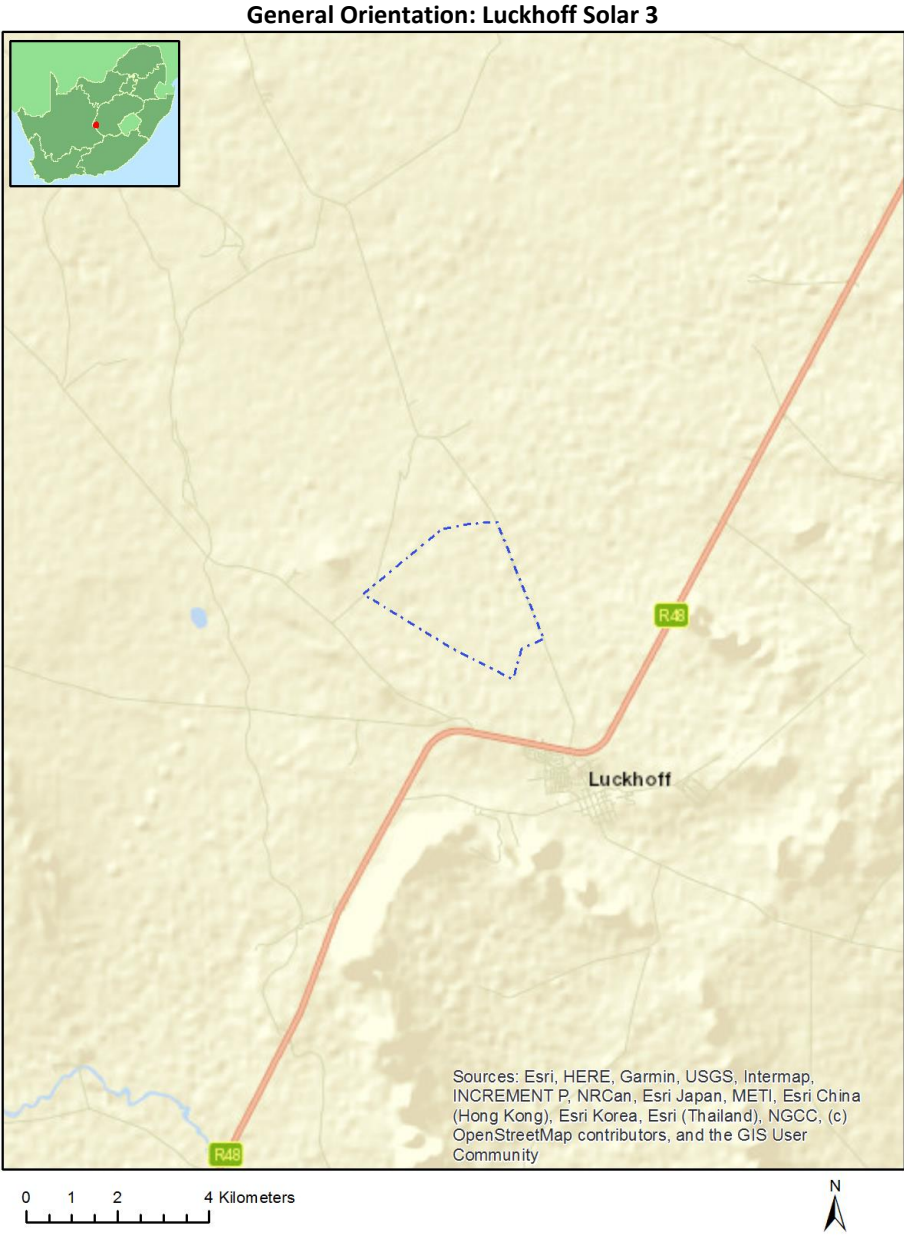 General Orientation: Luckhoff Solar 3
R48
Luckhoff
Sources: Esri, HERE, Garmin, USGS, Intermap,
INCREMENT P, NRCan, Esri Japan, METI, Esri China
(Hong Kong), Esri Korea, Esri (Thailand), NGCC, (c)
OpenStreetMap contributors, and the GIS User
Community
R48
0 1 2 4 Kilometers
N